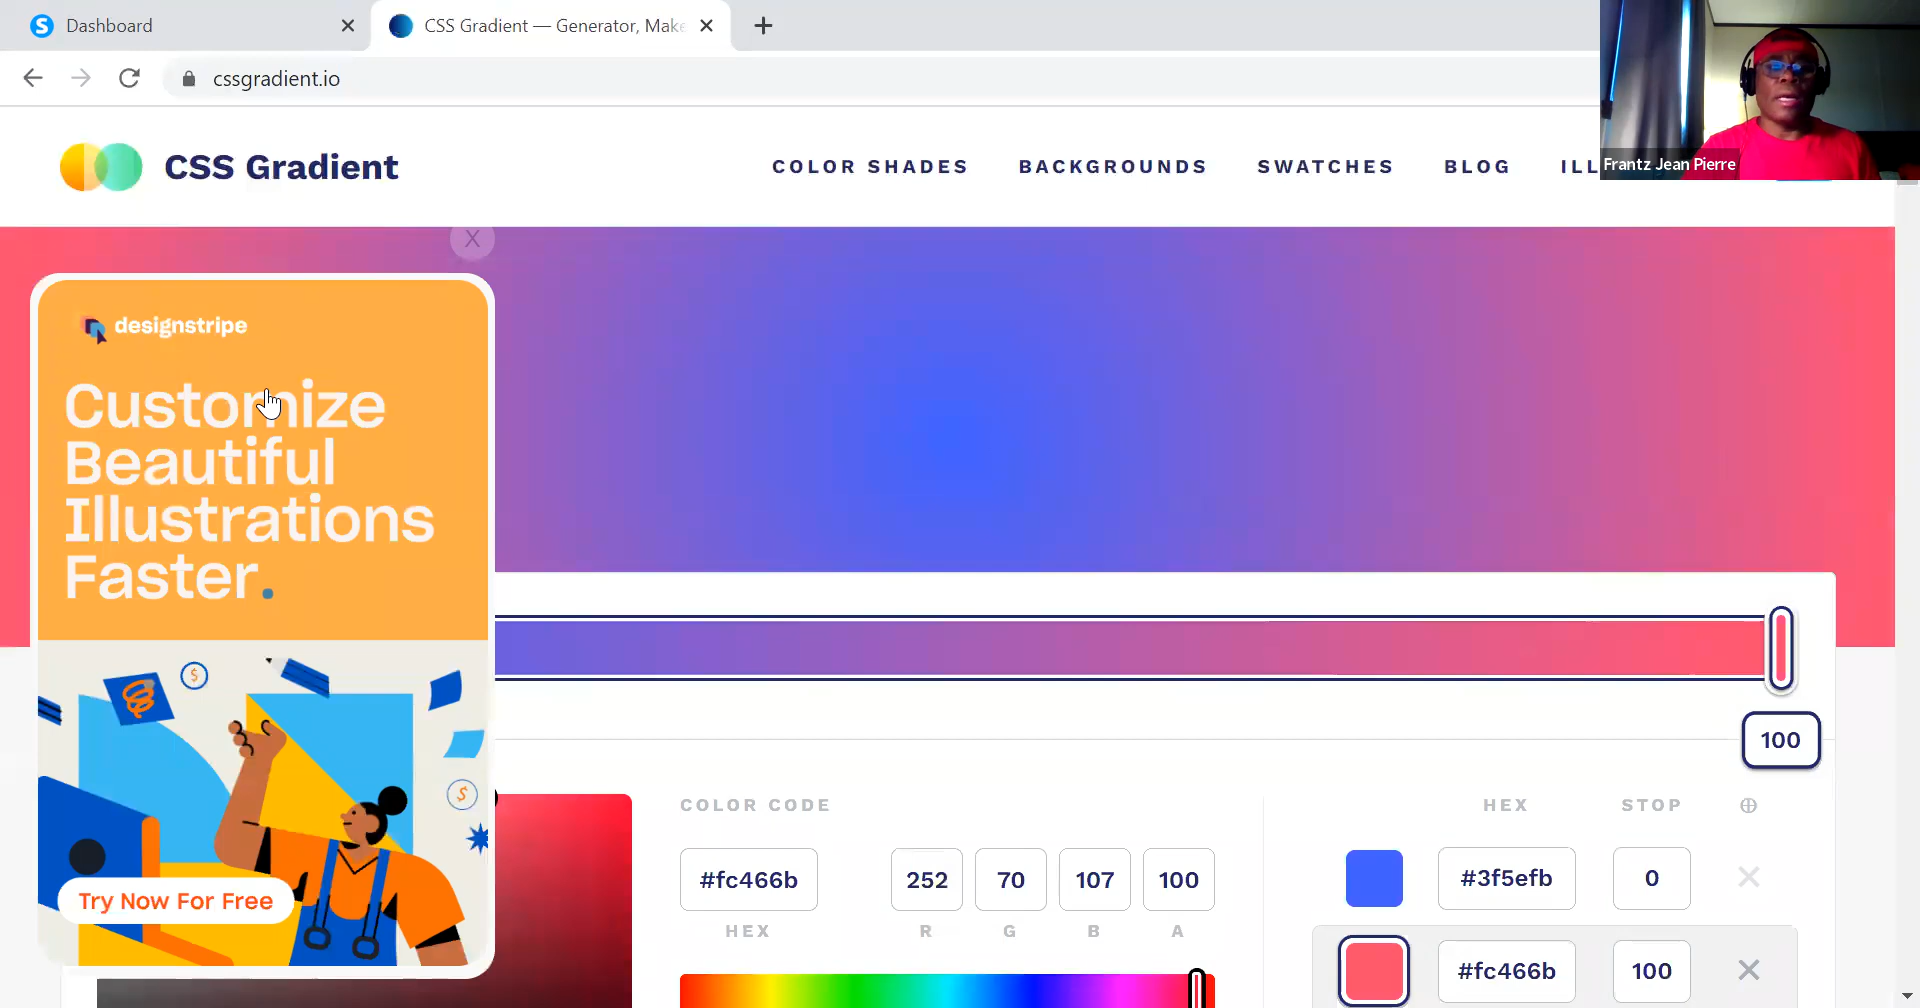 Dashboard
CSS Gradient — Generator, Make
cssgradient.io
CSS Gradient
COLOR SHADES
BACKGROUNDS
SWATCHES
BLOG
ILL
Frantz Jean Pierre
X
designstripe
Customize
Beautiful
Illustrations
Faster.
Try Now For Free
100
COLOR CODE
#fc466b
252
70
107
100
HEX
R
G
B
A
HEX
STOP
#3f5efb
0
#fc466b
100